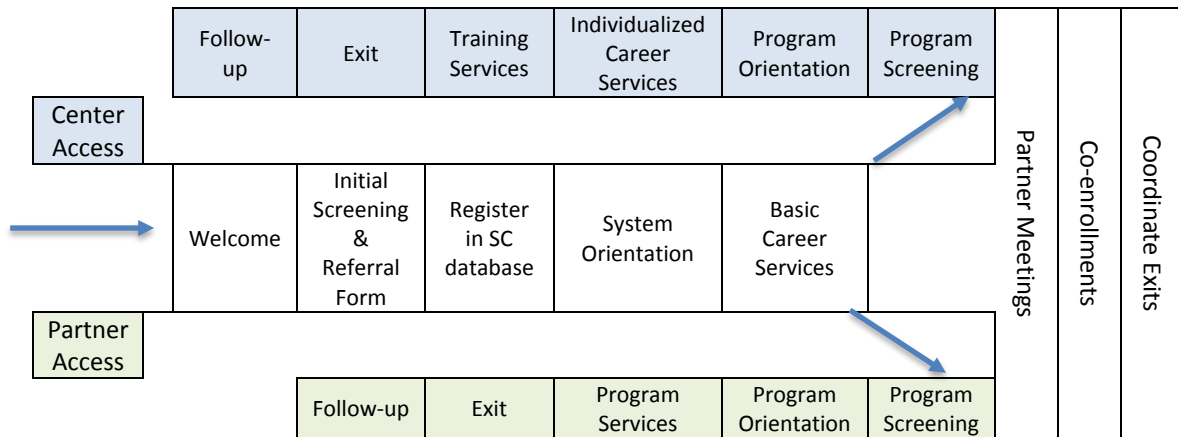 Follow-
up
Exit
Training
Services
Individualized
Career
Services
Program
Orientation
Program
Screening
Center
Access
Welcome
Initial
Screening
&
Referral
Form
Register
in SC
database
System
Orientation
Basic
Career
Services
Partner
Access
Follow-up
Exit
Program
Services
Program
Orientation
Program
Screening
Partner Meetings
Co-enrollments
Coordinate Exits